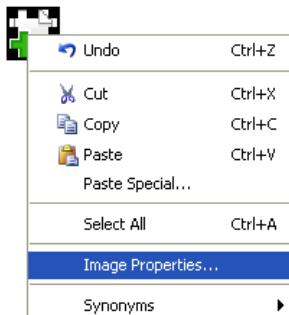 Undo Ctrl+Z
Cut Ctrl+X
Copy Ctrl+C
Paste Ctrl+V
Paste Special...
Select All Ctrl+A
Image Properties...
Synonyms